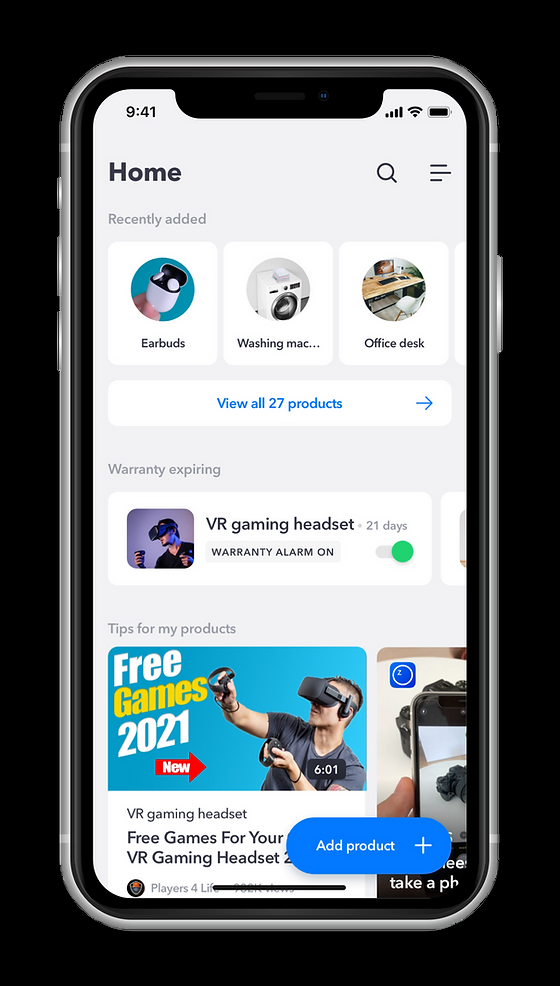 9:41
Home
Recently added
Earbuds
Washing mac...
Office desk
View all 27 products
Warranty expiring
VR gaming headset • 21 days
WARRANTY ALARM ON
Tips for my products
Free
Games
2021
New
6:01
Z
VR gaming headset
Free Games For Your
VR Gaming Headset 2
Players 4 Life
views
Add product
take a ph